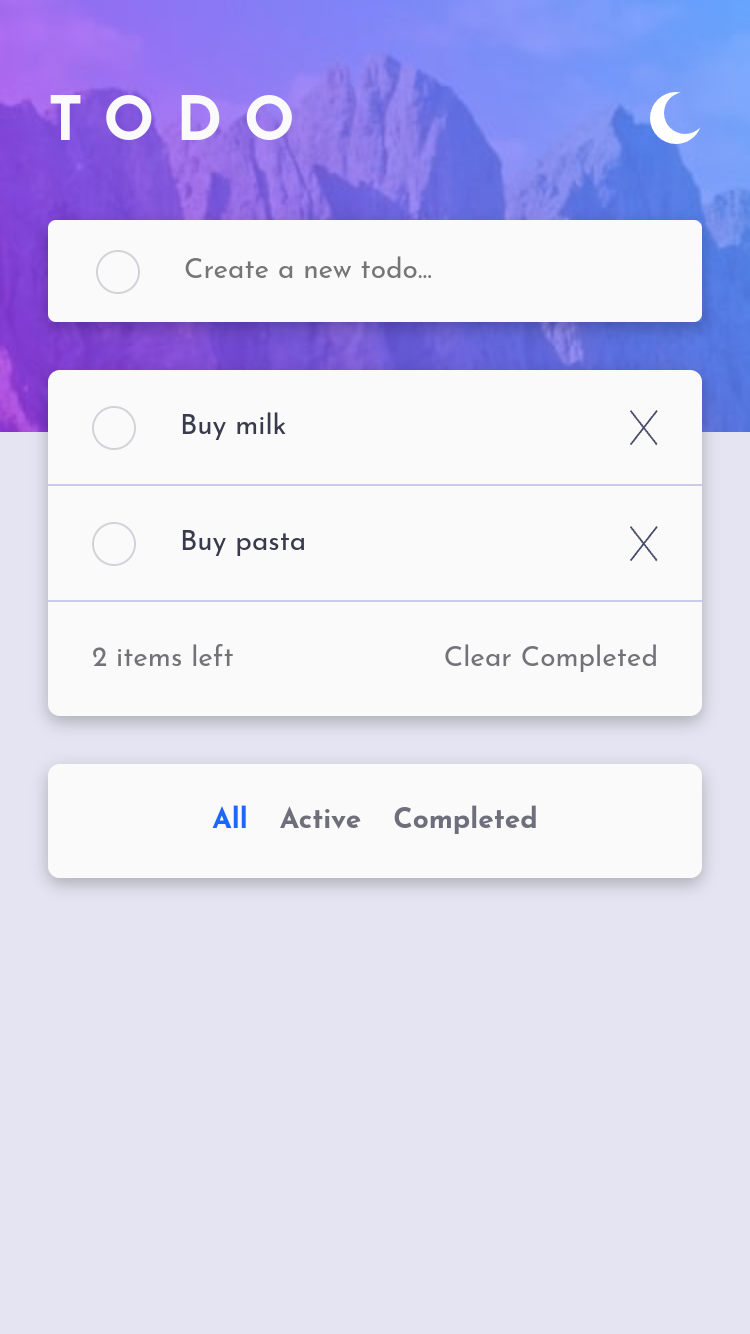 TODO
Create a new todo...
Buy milk X
Buy pasta X
2 items left Clear Completed
All Active Completed